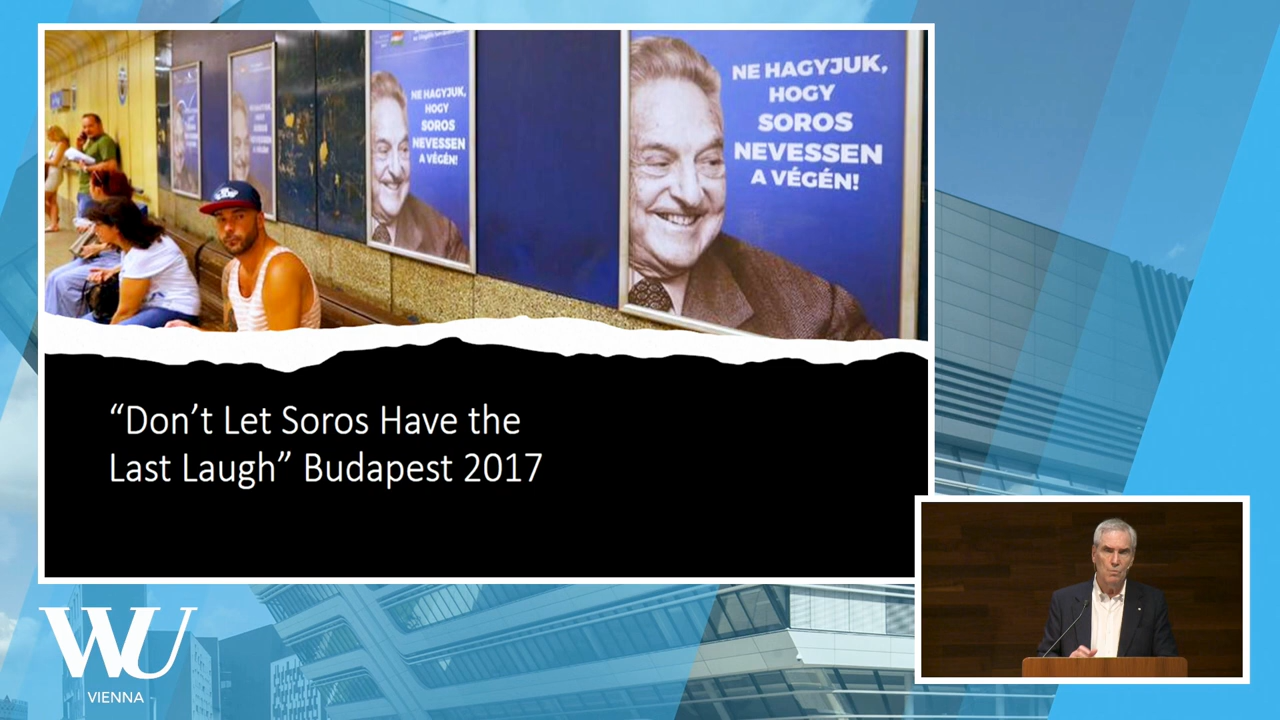 NE HAGYJUK,
HOGY
SOROS
NEVESSEN
A VÉGÉN!
NE HAGYJUK,
HOGY
SOROS
NEVESSEN
A VÉGÉN!
“Don’t Let Soros Have the
Last Laugh” Budapest 2017
WU
VIENNA